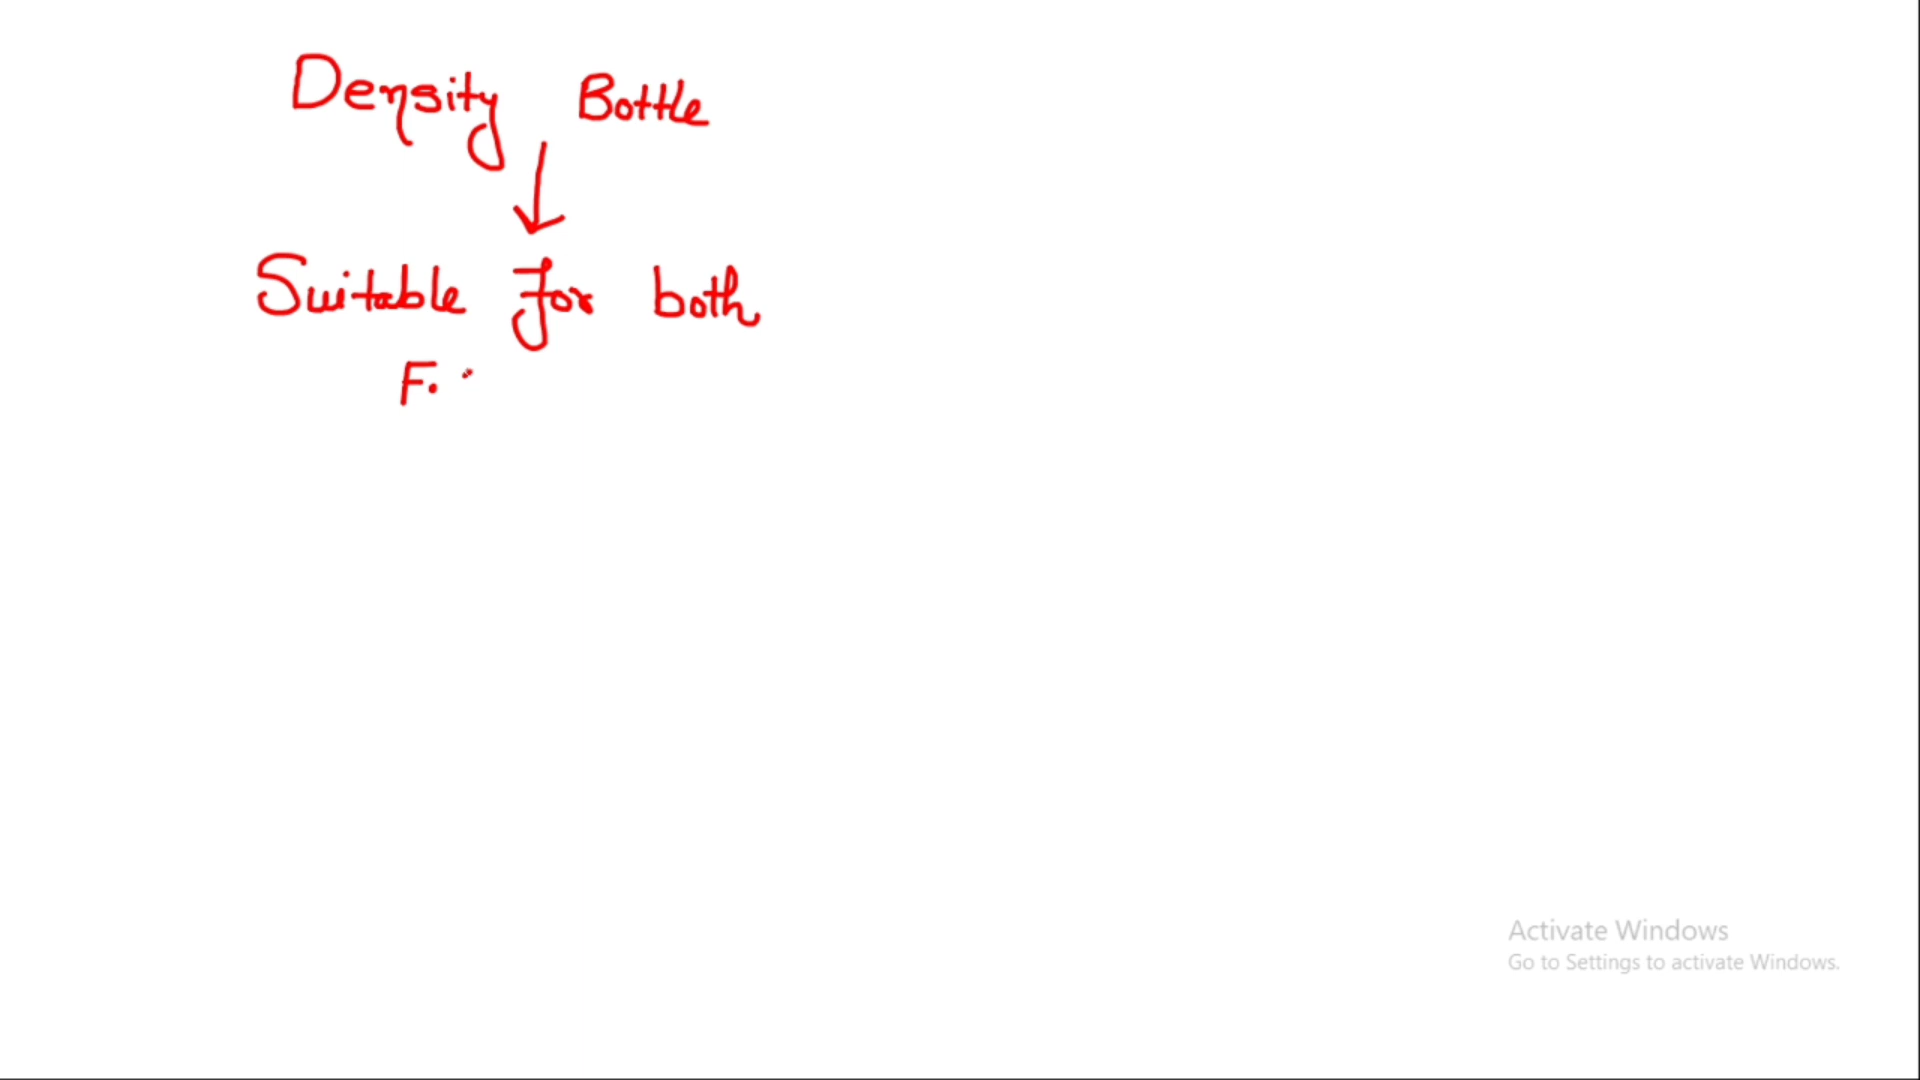 Density Bottle
Suitable for both
F.
Activate Windows
Go to Settings to activate Windows.